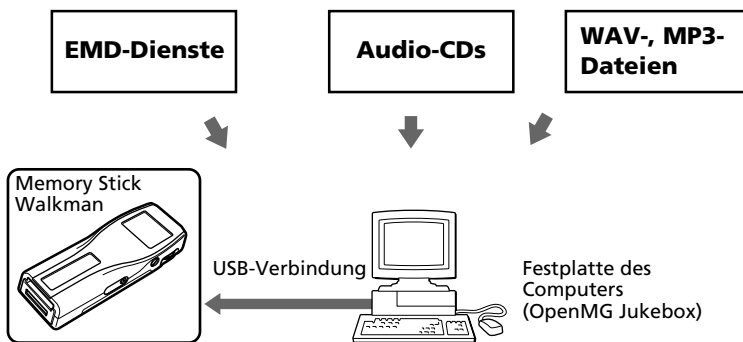 EMD-Dienste
Audio-CDs
WAV-, MP3-
Dateien
Memory Stick
Walkman
USB-Verbindung
Festplatte des
Computers
(OpenMG Jukebox)